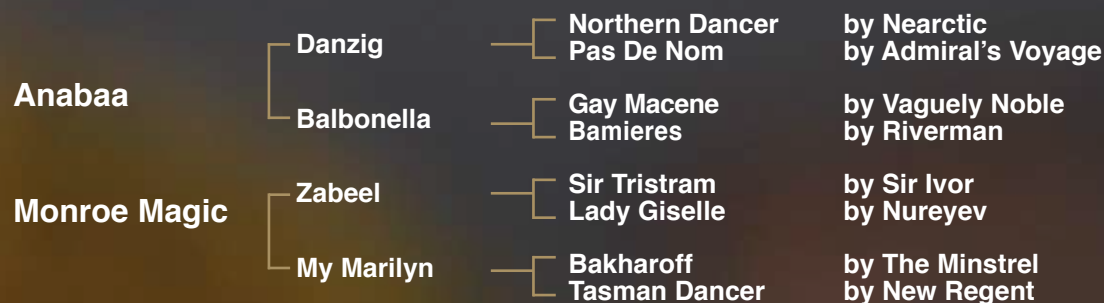 Northern Dancer by Nearctic
Danzig
Pas De Nom by Admiral's Voyage
Anabaa
Gay Macene by Vaguely Noble
Balbonella
Bamieres by Riverman
Sir Tristram by Sir Ivor
Zabeel
Lady Giselle by Nureyev
Monroe Magic
Bakharoff by The Minstrel
My Marilyn
Tasman Dancer by New Regent